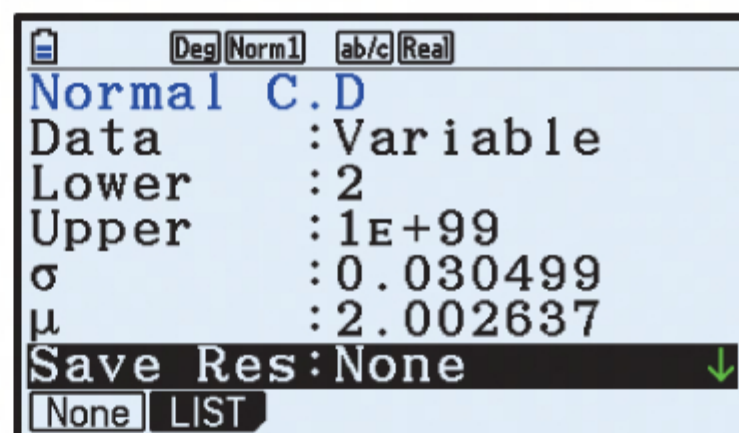 Deg Norm1 ab/c Real
Normal C.D
Data :Variable
Lower :2
Upper :1E+99
σ :0.030499
μ :2.002637
Save Res:None ↓
None LIST